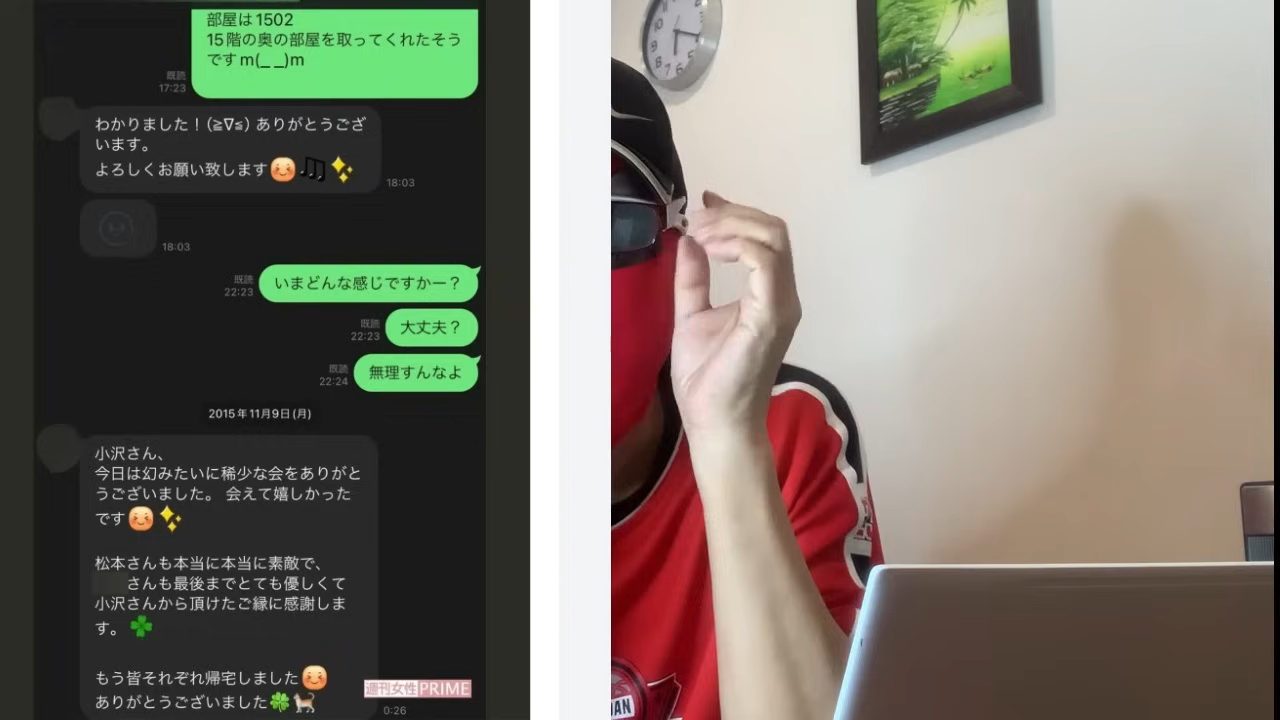 部屋は1502
15階の奥の部屋を取ってくれたそう
ですm(_ _)m
既読
17:23
わかりました！(≧∇≦) ありがとうござ
います。
よろしくお願い致します😊🎵✨
18:03
18:03
いまどんな感じですかー？
既読
22:23
大丈夫？
既読
22:23
無理すんなよ
既読
22:24
2015年11月9日(月)
小沢さん、
今日は幻みたいに稀少な会をありがと
うございました。 会えて嬉しかった
です😊✨
松本さんも本当に本当に素敵で、
さんも最後までとても優しくて
小沢さんから頂けたご縁に感謝しま
す。🍀
もう皆それぞれ帰宅しました😊
ありがとうございました🍀🐈
0:26
週刊女性PRIME